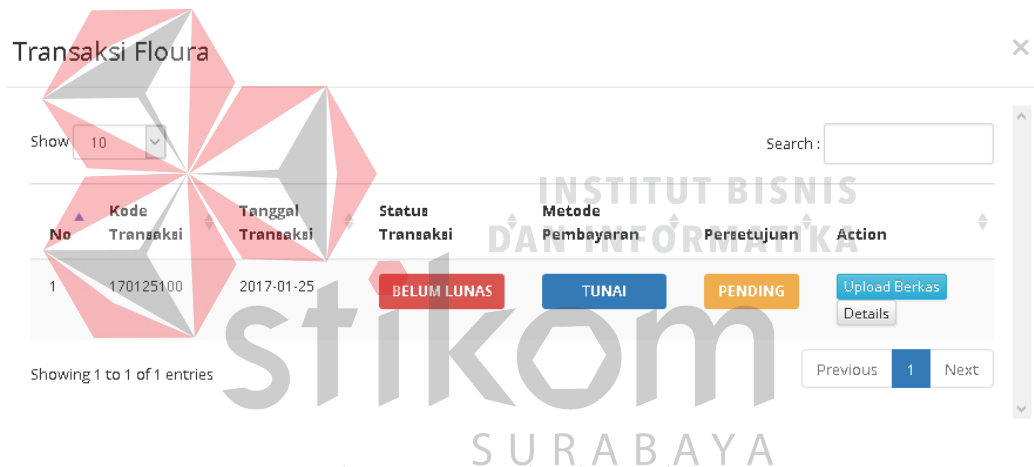 Transaksi Floura ×
Show 10 Search :
INSTITUT BISNIS
DAN INFORMATIKA
No Kode Transaksi Tanggal Transaksi Status Transaksi Metode Pembayaran Persetujuan Action
1 170125100 2017-01-25 BELUM LUNAS TUNAI PENDING Upload Berkas
Details
stikom
Showing 1 to 1 of 1 entries Previous 1 Next
SURABAYA